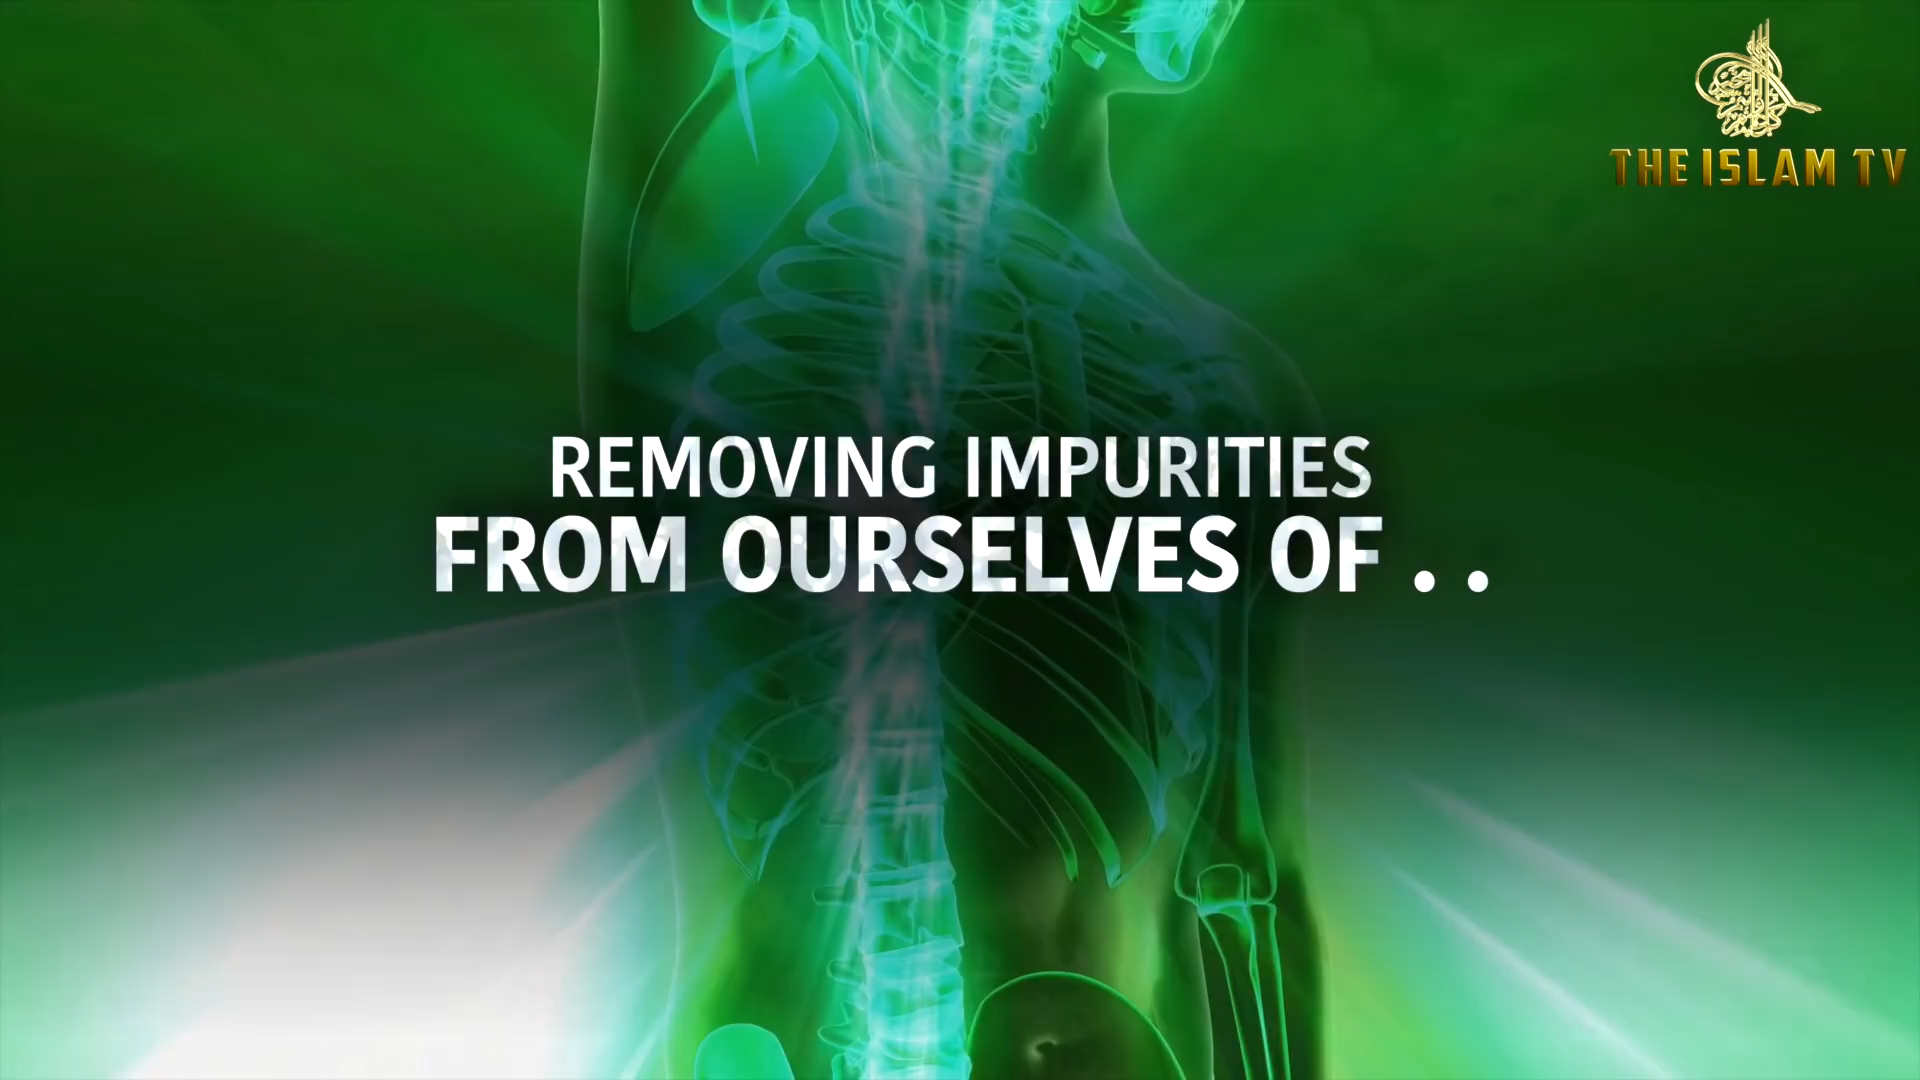 THE ISLAM TV
REMOVING IMPURITIES
FROM OURSELVES OF . .